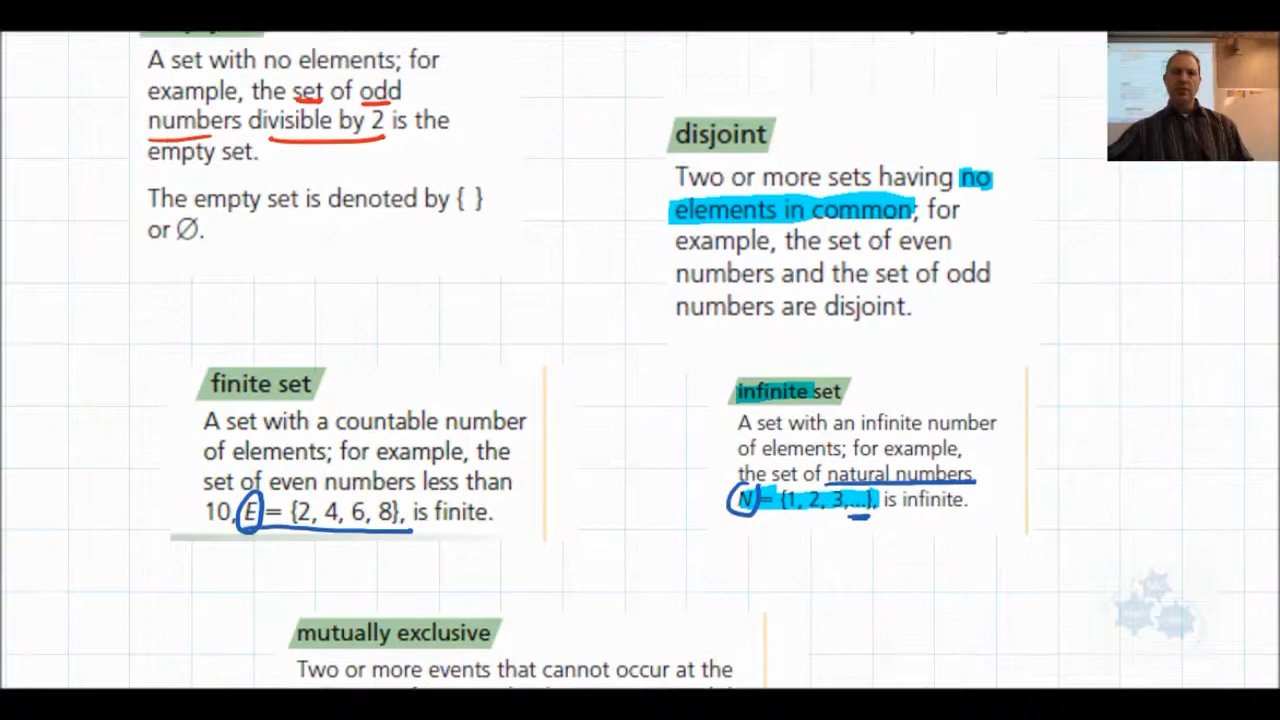 A set with no elements; for
example, the set of odd
numbers divisible by 2 is the
empty set.
The empty set is denoted by { }
or ∅.
disjoint
Two or more sets having no
elements in common; for
example, the set of even
numbers and the set of odd
numbers are disjoint.
finite set
A set with a countable number
of elements; for example, the
set of even numbers less than
10, E = {2, 4, 6, 8}, is finite.
infinite set
A set with an infinite number
of elements; for example,
the set of natural numbers,
N = {1, 2, 3,...}, is infinite.
mutually exclusive
Two or more events that cannot occur at the